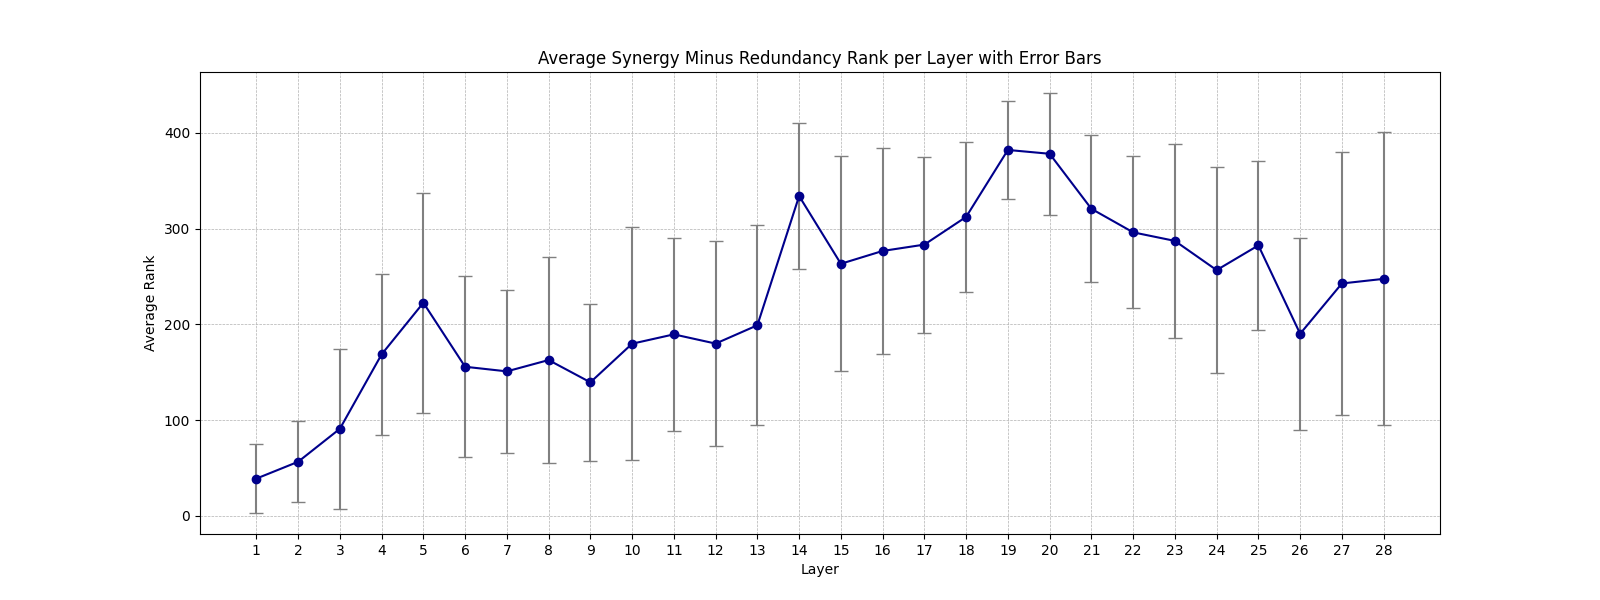 Average Synergy Minus Redundancy Rank per Layer with Error Bars
Average Rank
400
300
200
100
0
1 2 3 4 5 6 7 8 9 10 11 12 13 14 15 16 17 18 19 20 21 22 23 24 25 26 27 28
Layer